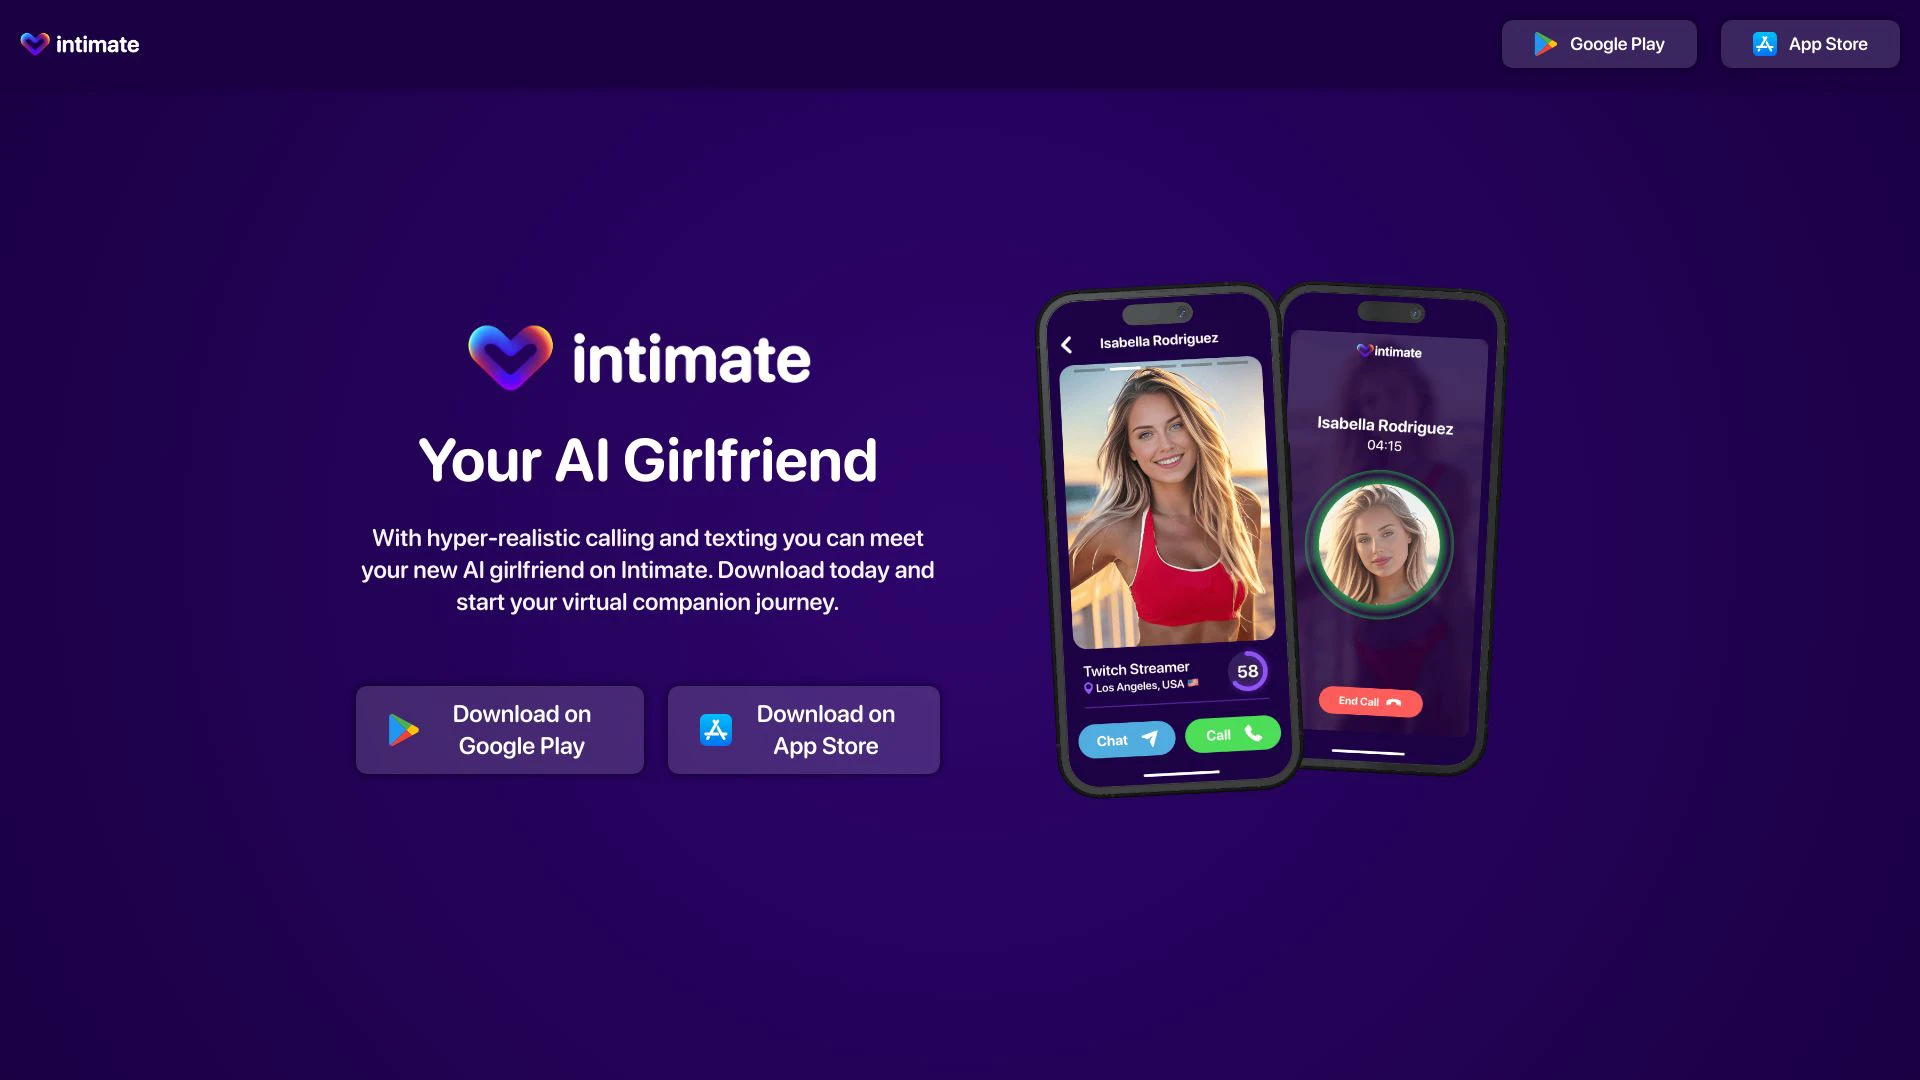 intimate
Google Play
App Store
intimate
Your AI Girlfriend
With hyper-realistic calling and texting you can meet
your new AI girlfriend on Intimate. Download today and
start your virtual companion journey.
Download on
Google Play
Download on
App Store
Isabella Rodriguez
Twitch Streamer
Los Angeles, USA 🇺🇸
58
Chat
Call
intimate
Isabella Rodriguez
04:15
End Call